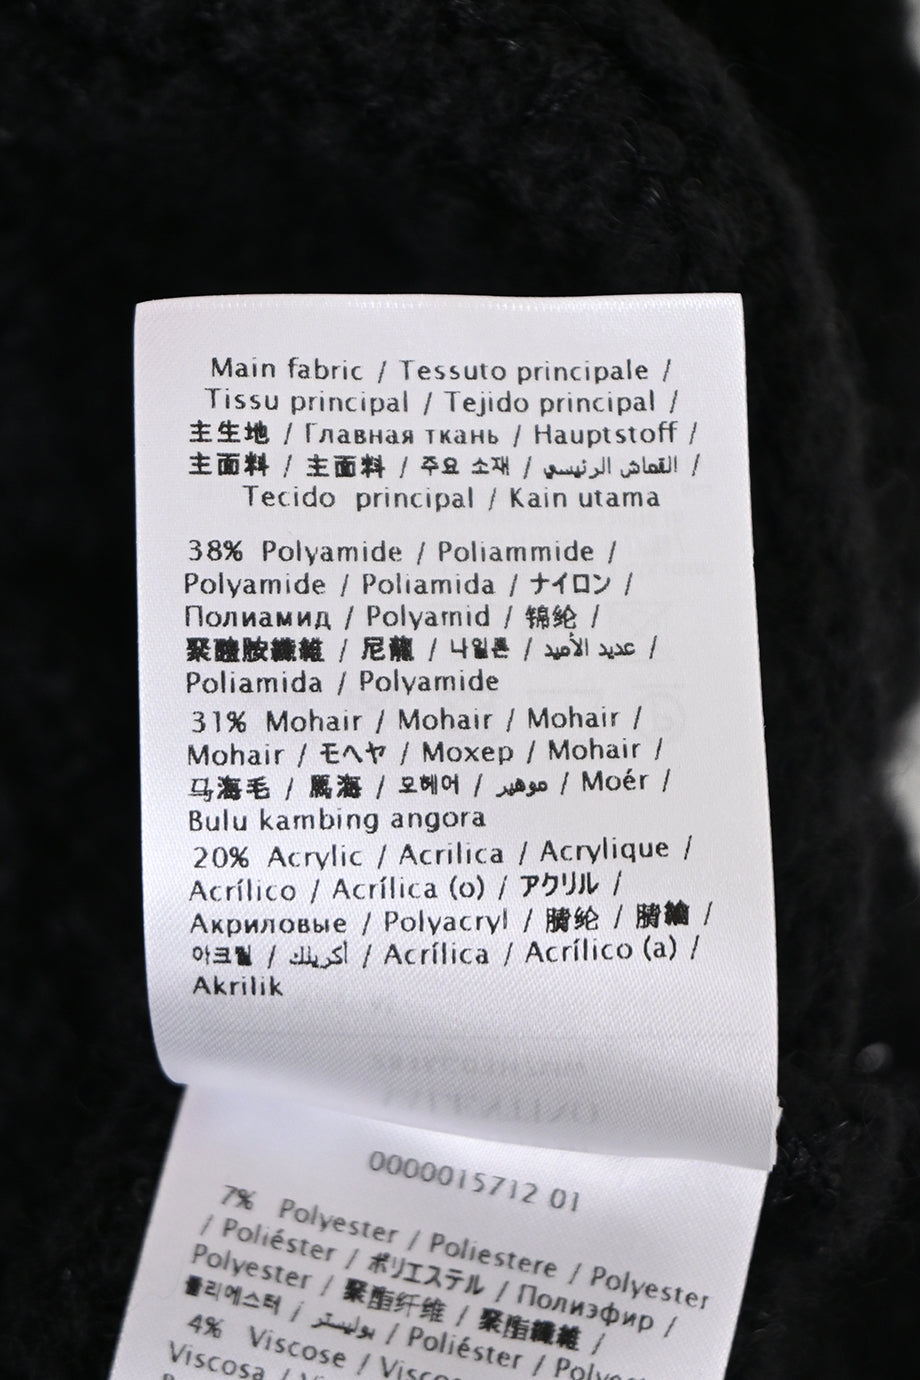 Main fabric / Tessuto principale /
Tissu principal / Tejido principal /
主生地 / Главная ткань / Hauptstoff /
主面料 / 主面料 / 주요 소재 / القماش الرئيسي /
Tecido principal / Kain utama
38% Polyamide / Poliammide /
Polyamide / Poliamida / ナイロン /
Полиамид / Polyamid / 锦纶 /
聚醯胺纖維 / 尼龍 / 나일론 / عديد الأميد /
Poliamida / Polyamide
31% Mohair / Mohair / Mohair /
Mohair / モヘヤ / Мохер / Mohair /
马海毛 / 馬海 / 모헤어 / موهير / Moér /
Bulu kambing angora
20% Acrylic / Acrilica / Acrylique /
Acrílico / Acrílica (o) / アクリル /
Акриловые / Polyacryl / 腈纶 / 腈綸 /
아크릴 / أكريلك / Acrílica / Acrílico (a) /
Akrilik
0000015712 01
7% Polyester / Poliestere / Polyester
/ Poliéster / ポリエステル / Полиэфир /
Polyester / 聚酯纤维 / 聚酯纖維 /
폴리에스터 / بوليستر / Poliéster /
4% Viscose /
Viscosa /